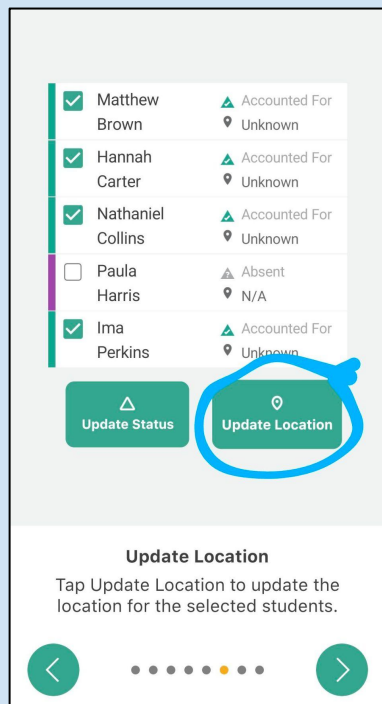 Matthew
Brown
Accounted For
Unknown
Hannah
Carter
Accounted For
Unknown
Nathaniel
Collins
Accounted For
Unknown
Paula
Harris
Absent
N/A
Ima
Perkins
Accounted For
Unknown
Update Status
Update Location
Update Location
Tap Update Location to update the
location for the selected students.